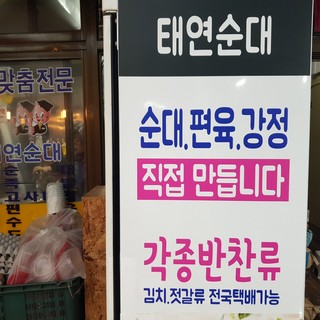 태연순대
순대,편육,강정
직접 만듭니다
각종반찬류
김치,젓갈류 전국택배가능
맞춤전문
태연순대